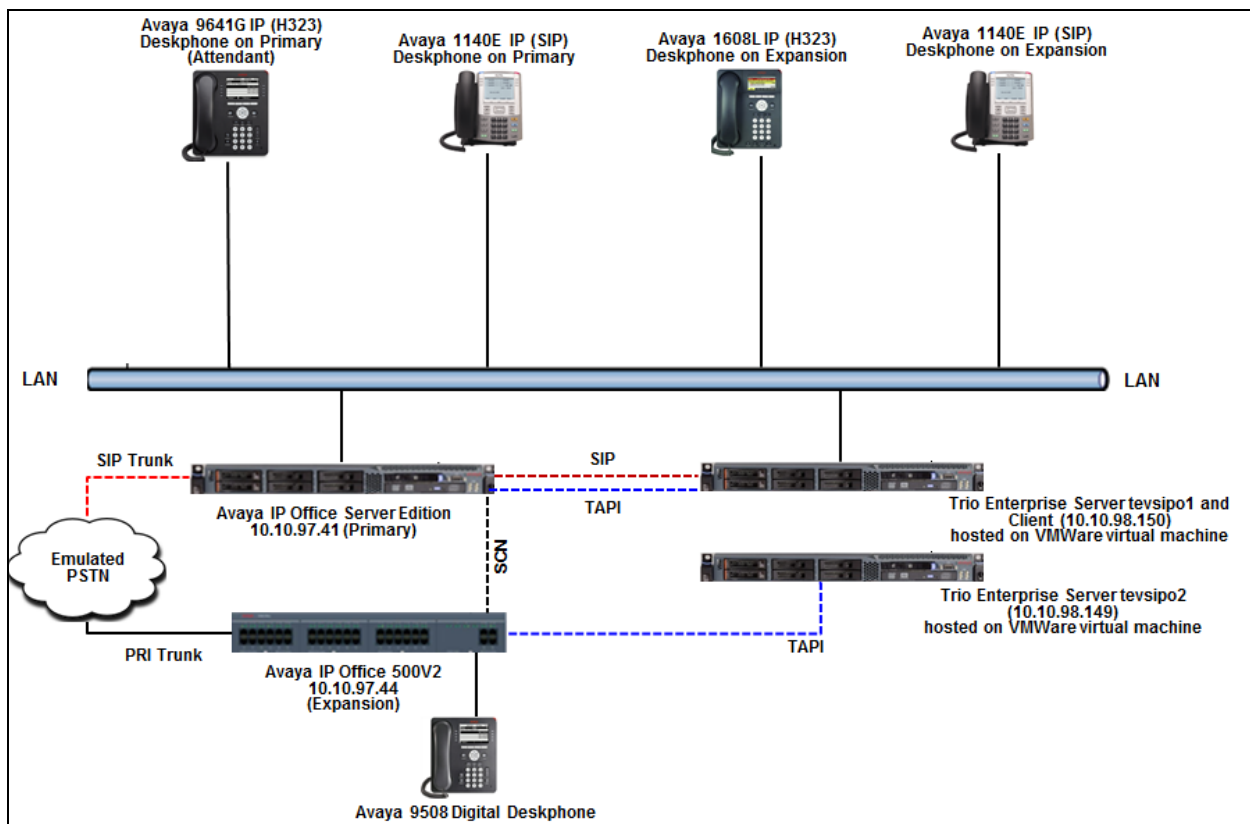 Avaya 9641G IP (H323)
Deskphone on Primary
(Attendant)
Avaya 1140E IP (SIP)
Deskphone on Primary
Avaya 1608L IP (H323)
Deskphone on Expansion
Avaya 1140E IP (SIP)
Deskphone on Expansion
LAN
LAN
SIP Trunk
SIP
TAPI
Avaya IP Office Server Edition
10.10.97.41 (Primary)
Trio Enterprise Server tevsipo1 and
Client (10.10.98.150)
hosted on VMWare virtual machine
SCN
Emulated
PSTN
Trio Enterprise Server tevsipo2
(10.10.98.149)
hosted on VMWare virtual machine
PRI Trunk
TAPI
Avaya IP Office 500V2
10.10.97.44
(Expansion)
Avaya 9508 Digital Deskphone